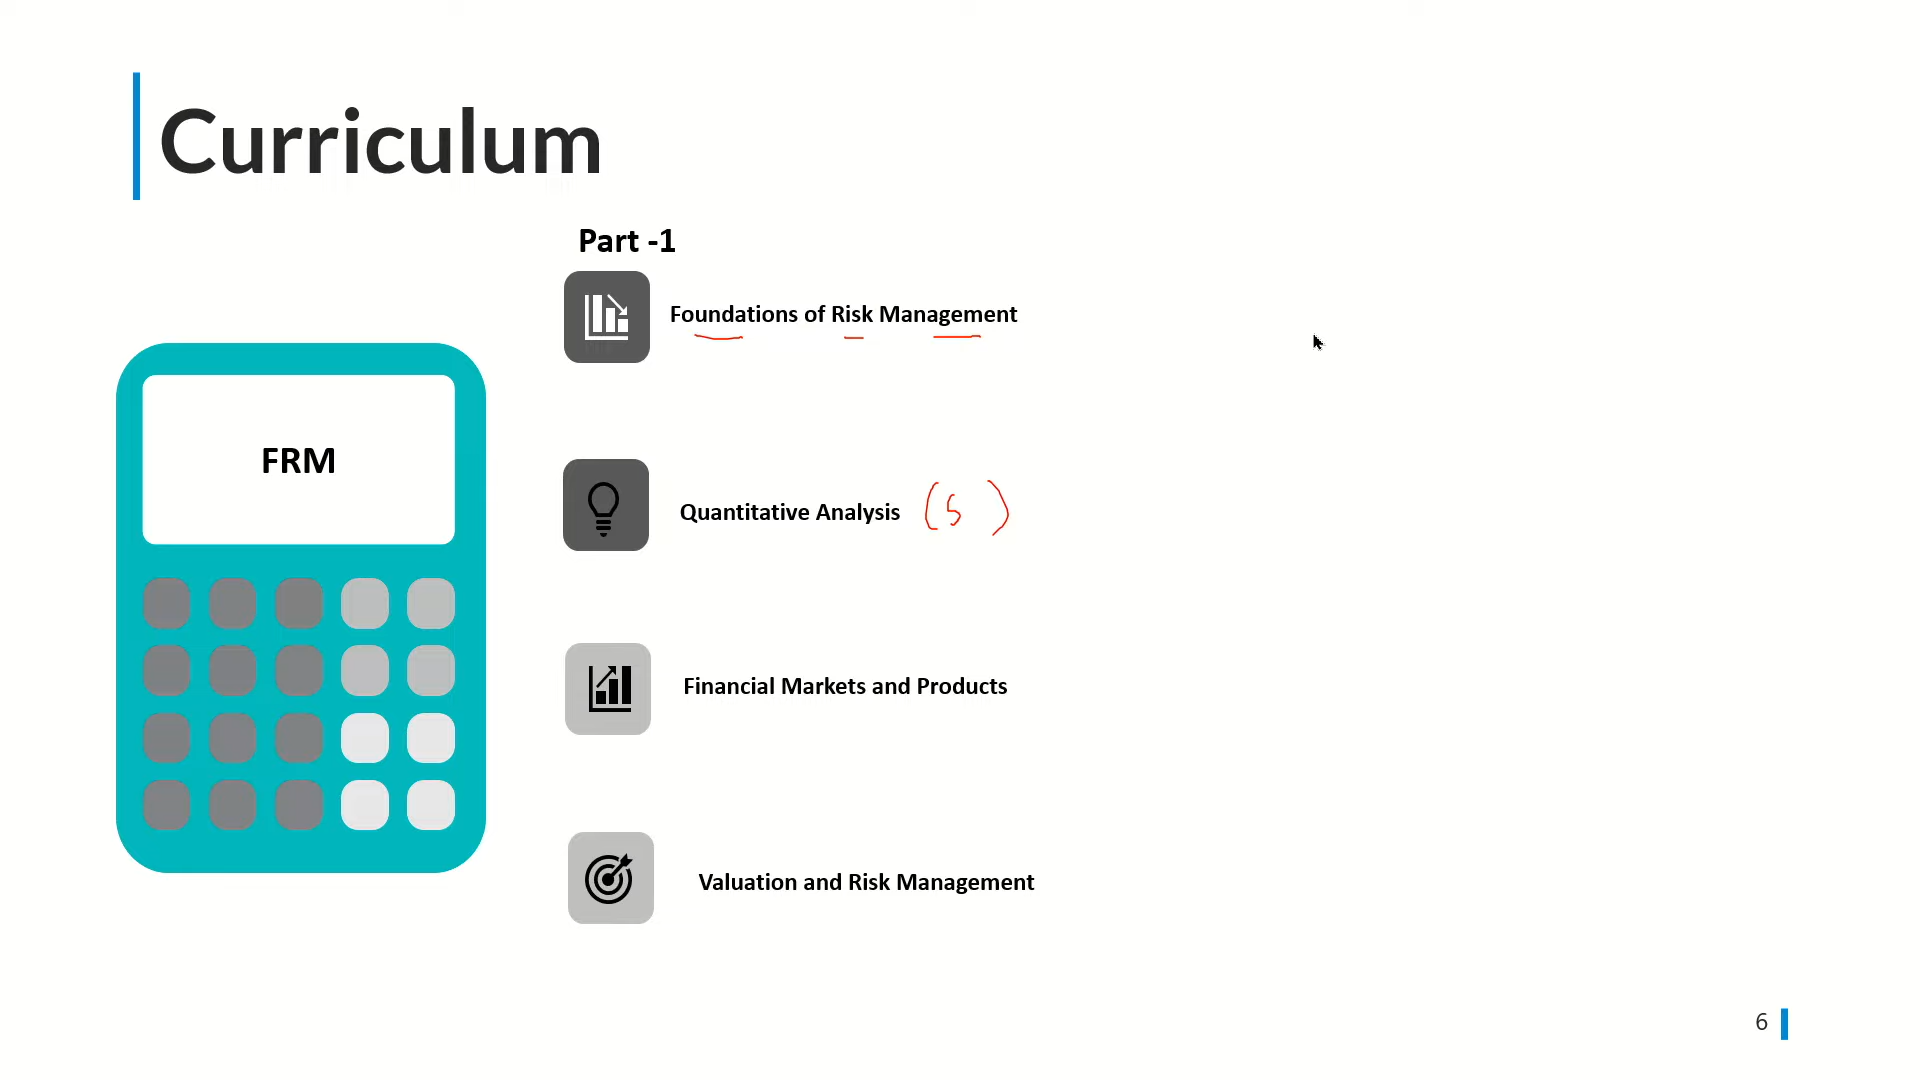 Curriculum
Part -1
Foundations of Risk Management
FRM
Quantitative Analysis (S )
Financial Markets and Products
Valuation and Risk Management
6